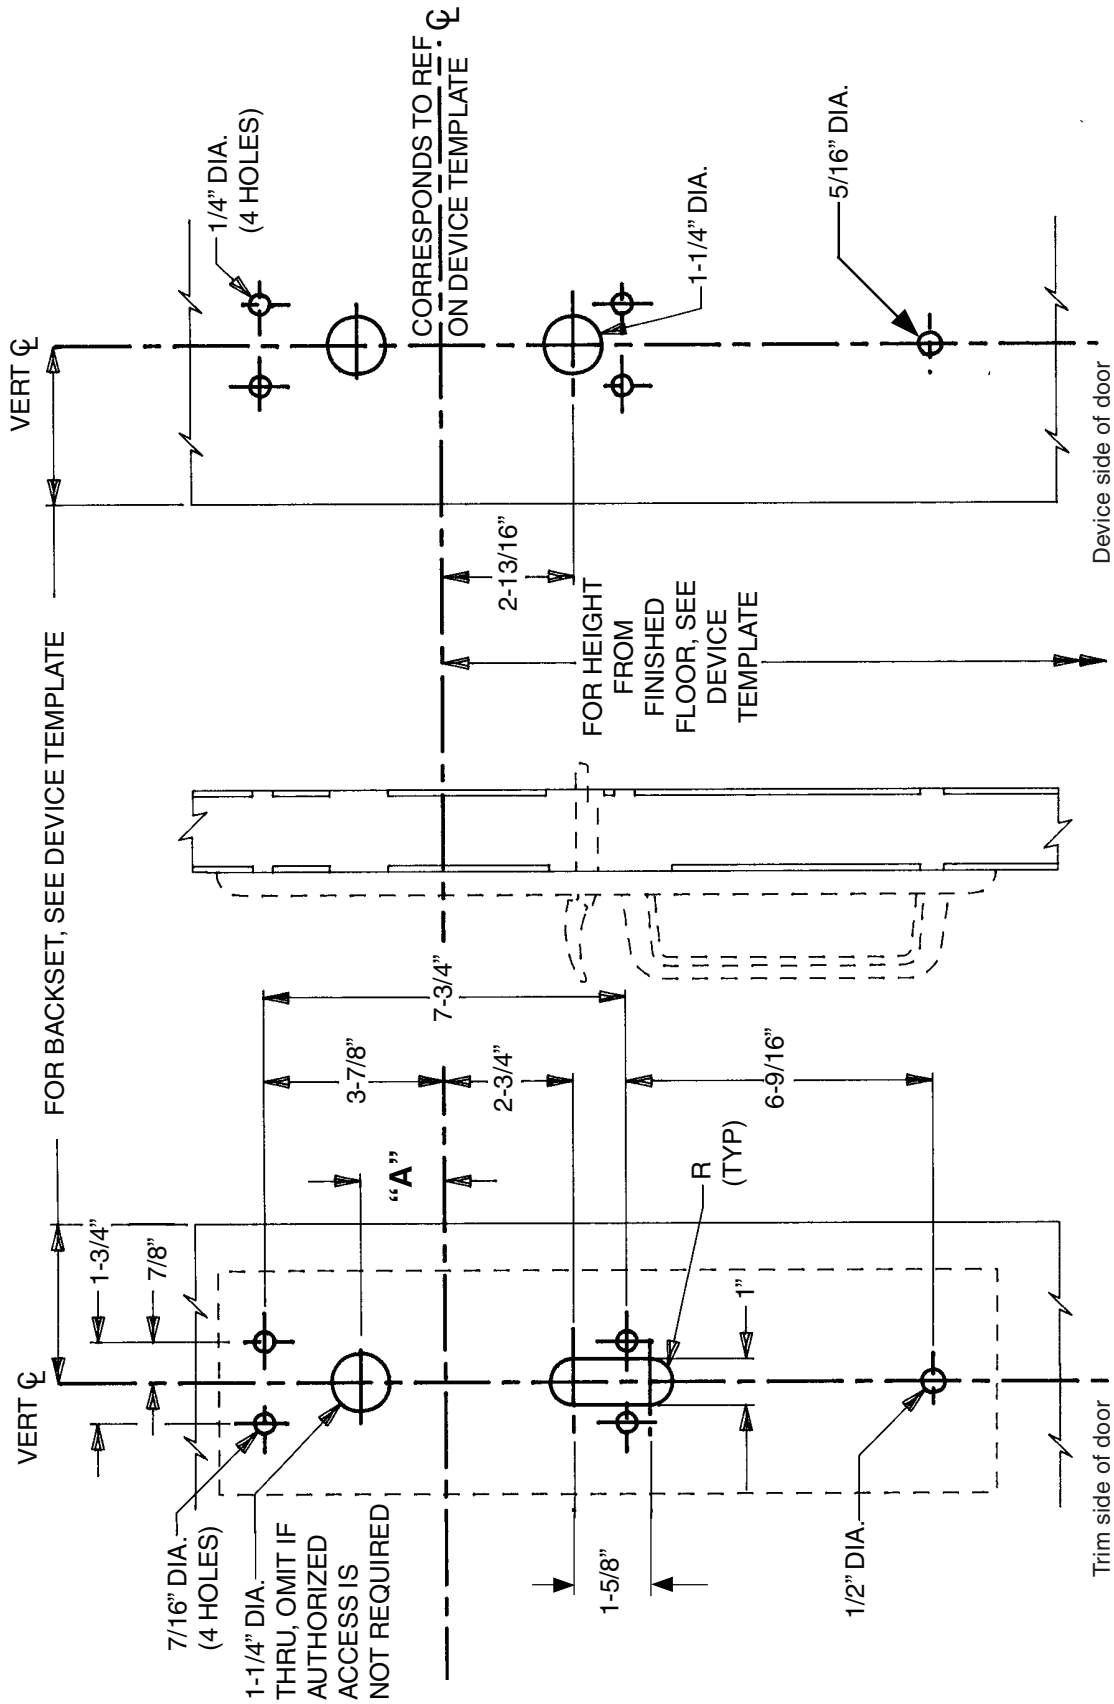 VERT ℄
FOR BACKSET, SEE DEVICE TEMPLATE
VERT ℄
1-3/4”
7/8”
7/16” DIA.
(4 HOLES)
1-1/4” DIA.
THRU, OMIT IF
AUTHORIZED
ACCESS IS
NOT REQUIRED
“A”
3-7/8”
7-3/4”
2-3/4”
6-9/16”
R
(TYP)
1”
1-5/8”
1/2” DIA.
Trim side of door
1/4” DIA.
(4 HOLES)
CORRESPONDS TO REF ℄
ON DEVICE TEMPLATE
2-13/16”
FOR HEIGHT
FROM
FINISHED
FLOOR, SEE
DEVICE
TEMPLATE
1-1/4” DIA.
5/16” DIA.
Device side of door